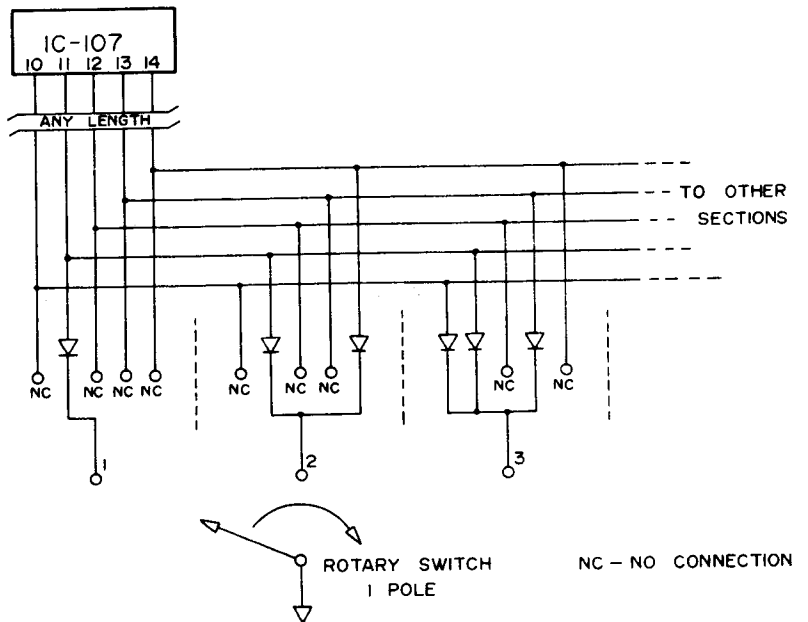 IC-107
10 11 12 13 14
ANY LENGTH
TO OTHER
SECTIONS
NC NC NC NC
NC NC NC
NC NC
1
2
3
ROTARY SWITCH
1 POLE
NC – NO CONNECTION